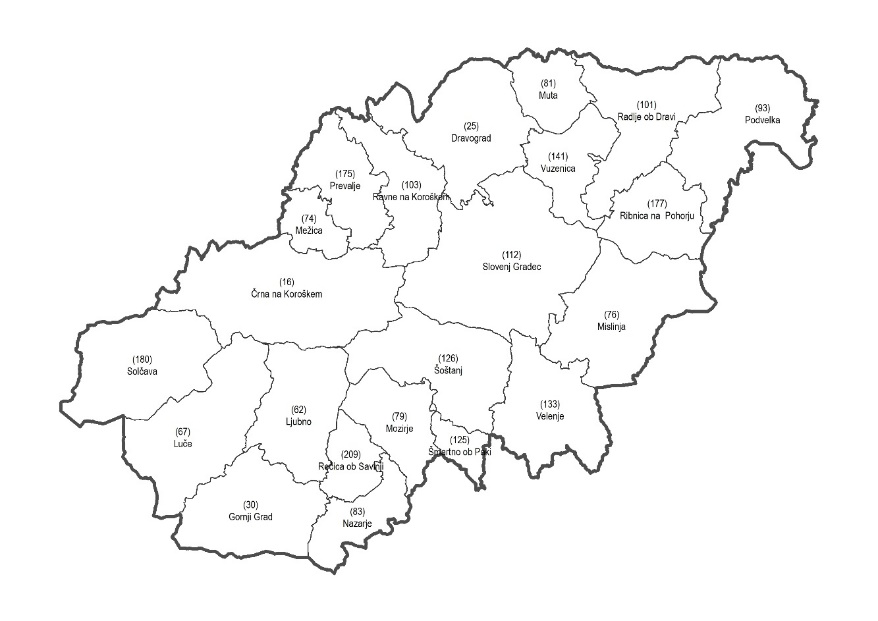 (81)
Muta
(101)
Radlje ob Dravi
(93)
Podvelka
(25)
Dravograd
(141)
Vuzenica
(175)
Prevalje
(103)
Ravne na Koroškem
(177)
Ribnica na Pohorju
(74)
Mežica
(112)
Slovenj Gradec
(16)
Črna na Koroškem
(76)
Mislinja
(180)
Solčava
(126)
Šoštanj
(133)
Velenje
(62)
Ljubno
(79)
Mozirje
(67)
Luče
(125)
Šmartno ob Paki
(209)
Rečica ob Savinji
(30)
Gornji Grad
(83)
Nazarje